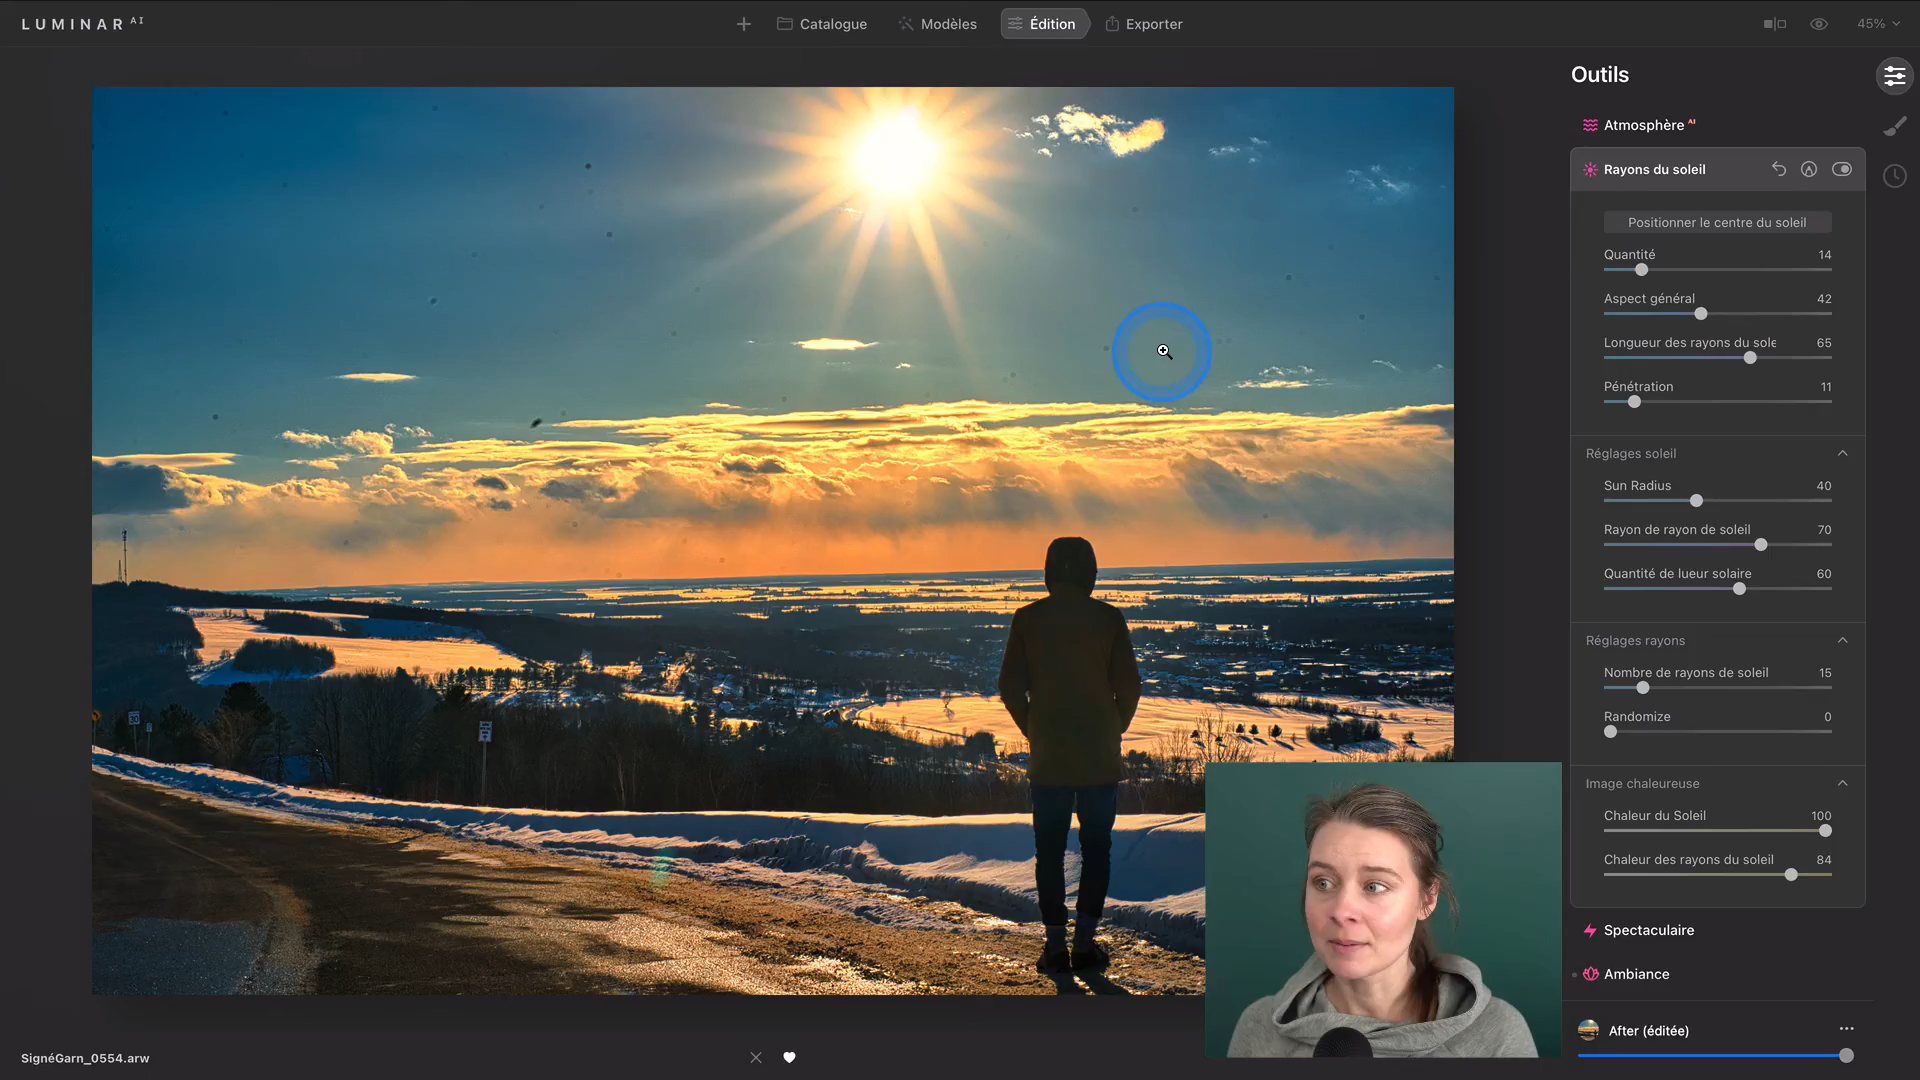 LUMINAR AI
Catalogue
Modèles
Édition
Exporter
45%
Outils
Atmosphère AI
Rayons du soleil
Positionner le centre du soleil
Quantité 14
Aspect général 42
Longueur des rayons du sole 65
Pénétration 11
Réglages soleil
Sun Radius 40
Rayon de rayon de soleil 70
Quantité de lueur solaire 60
Réglages rayons
Nombre de rayons de soleil 15
Randomize 0
Image chaleureuse
Chaleur du Soleil 100
Chaleur des rayons du soleil 84
Spectaculaire
Ambiance
After (éditée)
SignéGarn_0554.arw